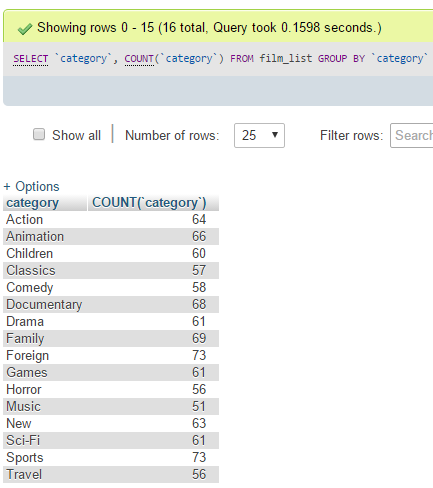 Showing rows 0 - 15 (16 total, Query took 0.1598 seconds.)
SELECT `category`, COUNT(`category`) FROM film_list GROUP BY `category`
Show all | Number of rows: 25 Filter rows: Search
+ Options
category COUNT(`category`)
Action 64
Animation 66
Children 60
Classics 57
Comedy 58
Documentary 68
Drama 61
Family 69
Foreign 73
Games 61
Horror 56
Music 51
New 63
Sci-Fi 61
Sports 73
Travel 56